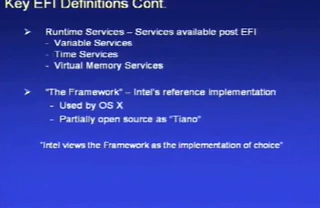 Key EFI Definitions Cont.
➤ Runtime Services – Services available post EFI
- Variable Services
- Time Services
- Virtual Memory Services
➤ "The Framework" – Intel's reference implementation
- Used by OS X
- Partially open source as "Tiano"
"Intel views the Framework as the implementation of choice"